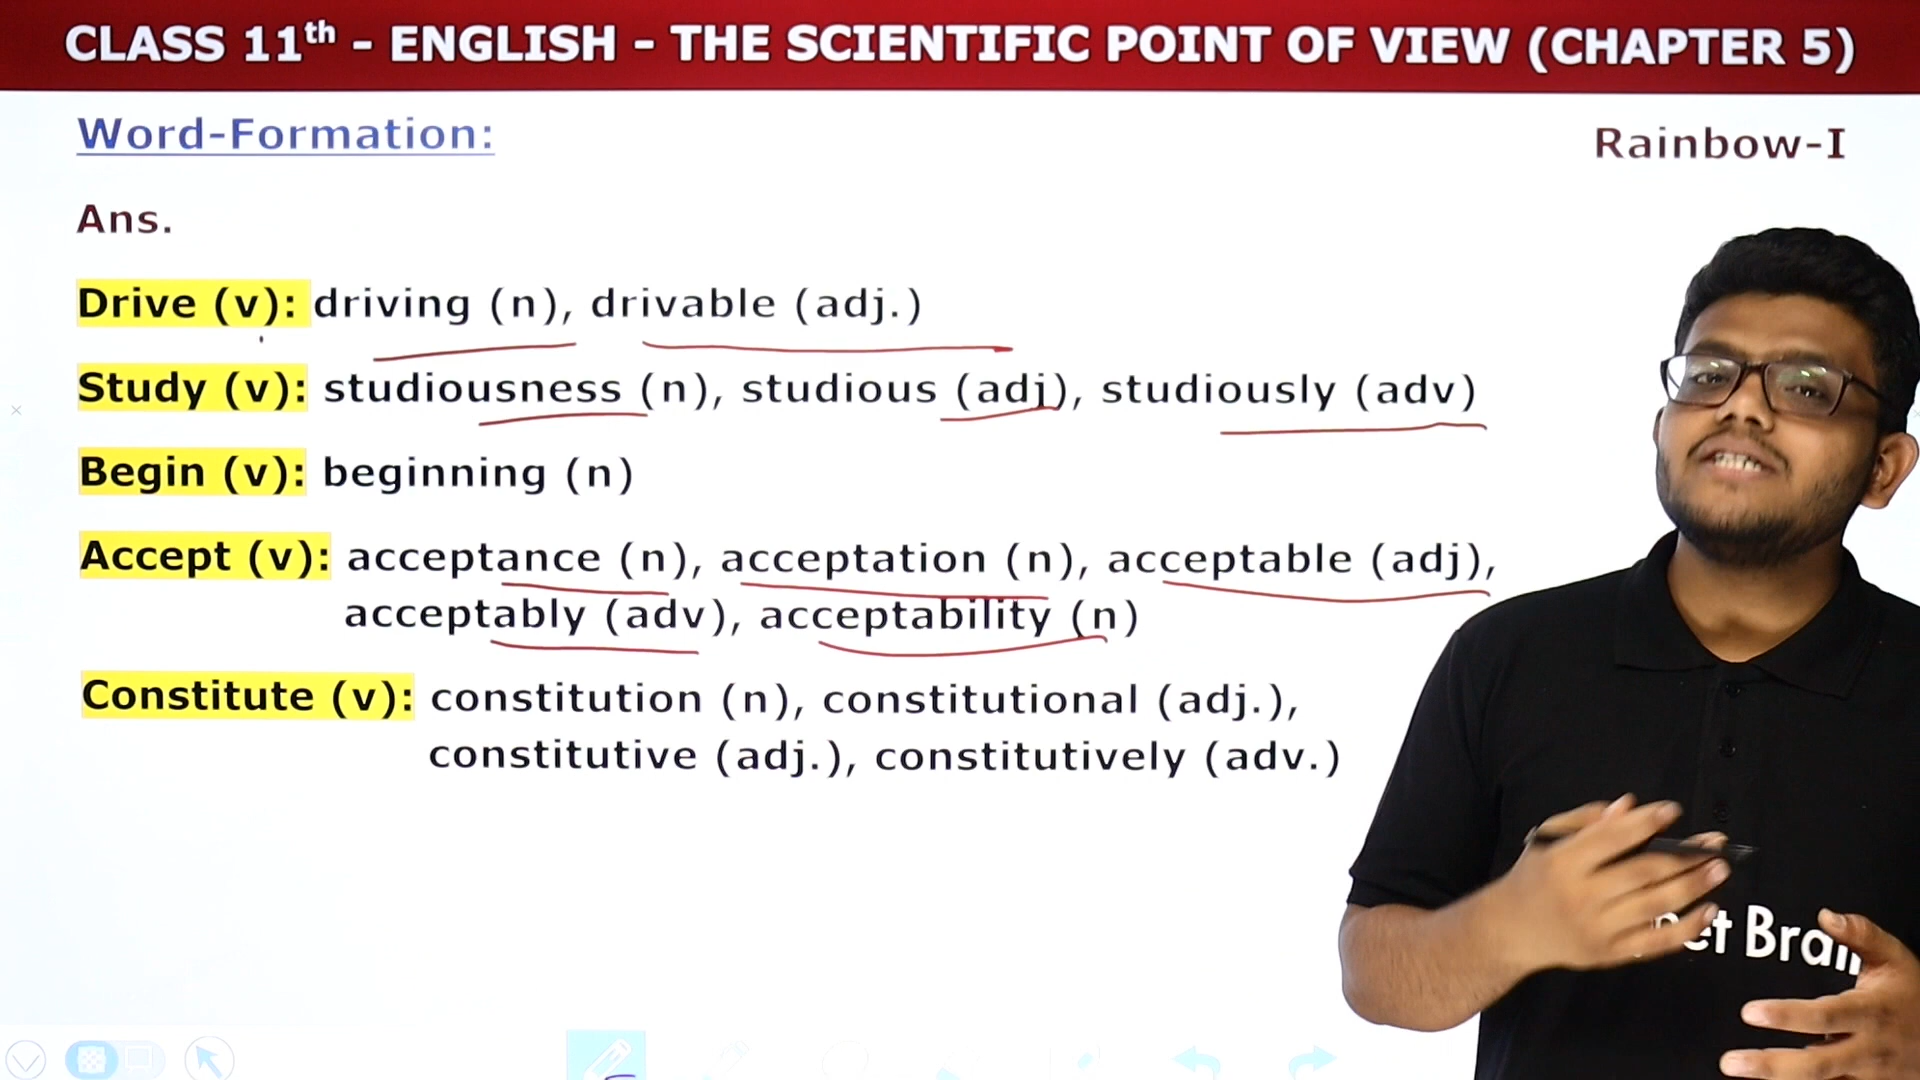 CLASS 11th - ENGLISH - THE SCIENTIFIC POINT OF VIEW (CHAPTER 5)
Word-Formation:
Rainbow-I
Ans.
Drive (v): driving (n), drivable (adj.)
Study (v): studiousness (n), studious (adj), studiously (adv)
Begin (v): beginning (n)
Accept (v): acceptance (n), acceptation (n), acceptable (adj),
acceptably (adv), acceptability (n)
Constitute (v): constitution (n), constitutional (adj.),
constitutive (adj.), constitutively (adv.)